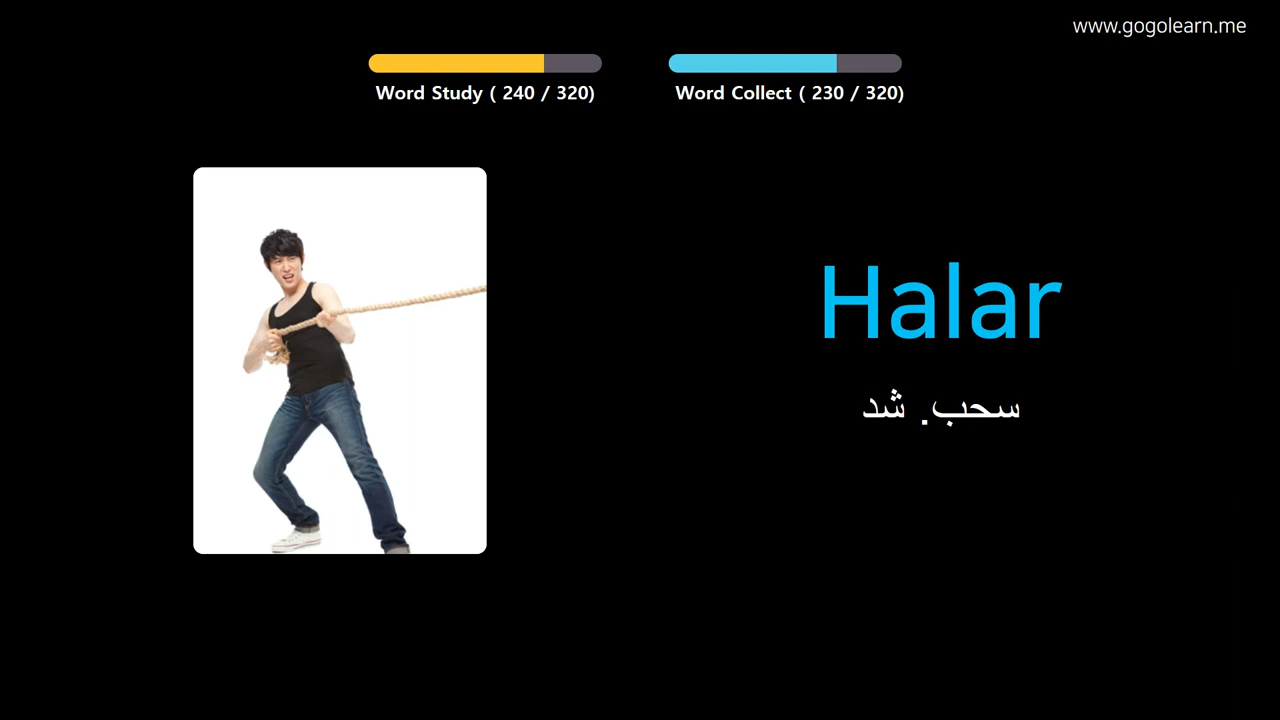 www.gogolearn.me
Word Study ( 240 / 320)
Word Collect ( 230 / 320)
Halar
سحب. شد